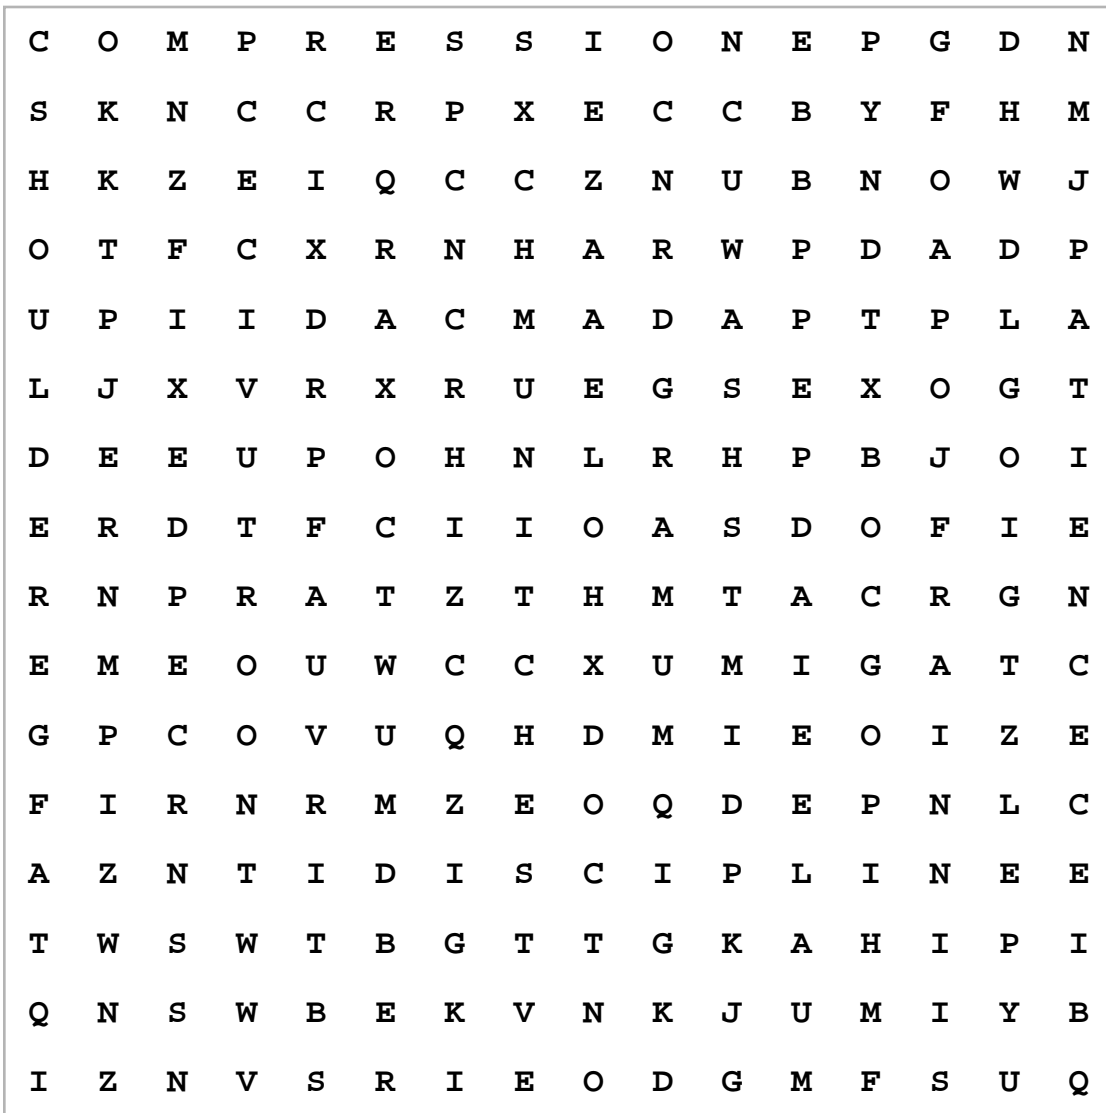 C O M P R E S S I O N E P G D N
S K N C C R P X E C C B Y F H M
H K Z E I Q C C Z N U B N O W J
O T F C X R N H A R W P D A D P
U P I I D A C M A D A P T P L A
L J X V R X R U E G S E X O G T
D E E U P O H N L R H P B J O I
E R D T F C I I O A S D O F I E
R N P R A T Z T H M T A C R G N
E M E O U W C C X U M I G A T C
G P C O V U Q H D M I E O I Z E
F I R N R M Z E O Q D E P N L C
A Z N T I D I S C I P L I N E E
T W S W T B G T T G K A H I P I
Q N S W B E K V N K J U M I Y B
I Z N V S R I E O D G M F S U Q